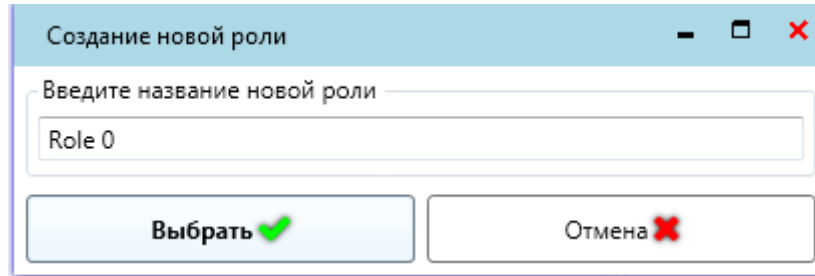 Создание новой роли
Введите название новой роли
Role 0
Выбрать
Отмена